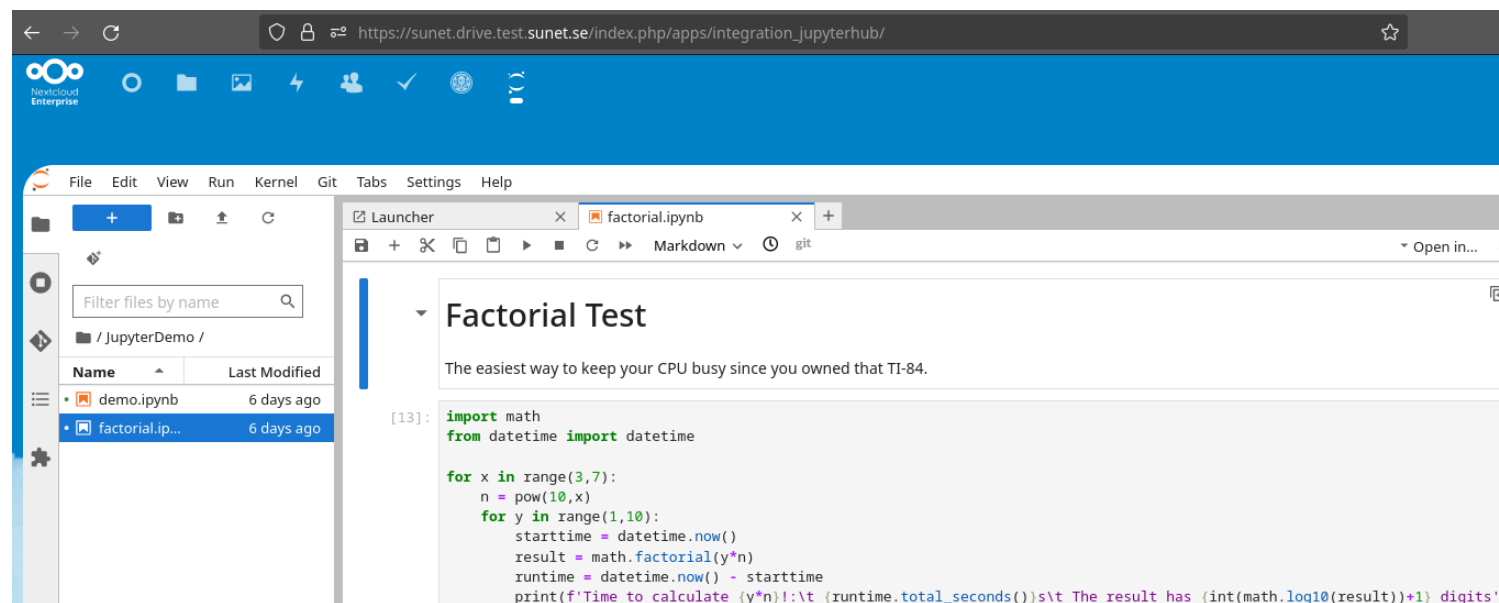 https://sunet.drive.test.sunet.se/index.php/apps/integration_jupyterhub/
Nextcloud
Enterprise
File Edit View Run Kernel Git Tabs Settings Help
+
Launcher
factorial.ipynb
+
Markdown
git
Open in...
Filter files by name
/ JupyterDemo /
Name Last Modified
demo.ipynb 6 days ago
factorial.ip... 6 days ago
Factorial Test
The easiest way to keep your CPU busy since you owned that TI-84.
[13]:
import math
from datetime import datetime
for x in range(3,7):
    n = pow(10,x)
    for y in range(1,10):
        starttime = datetime.now()
        result = math.factorial(y*n)
        runtime = datetime.now() - starttime
        print(f'Time to calculate {y*n}!:\t {runtime.total_seconds()}s\t The result has {int(math.log10(result))+1} digits'